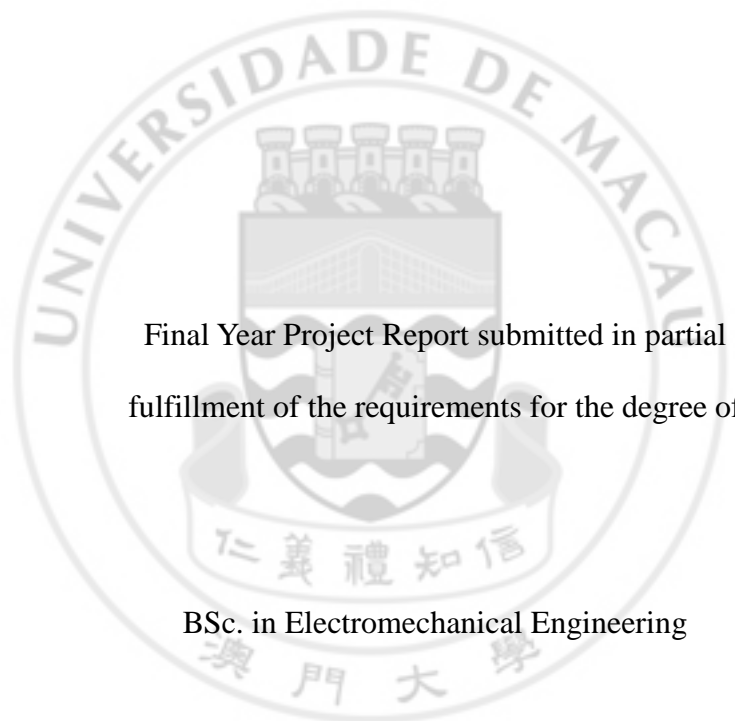 UNIVERSIDADE DE MACAU
Final Year Project Report submitted in partial
fulfillment of the requirements for the degree of
仁義禮知信
BSc. in Electromechanical Engineering
澳門大學